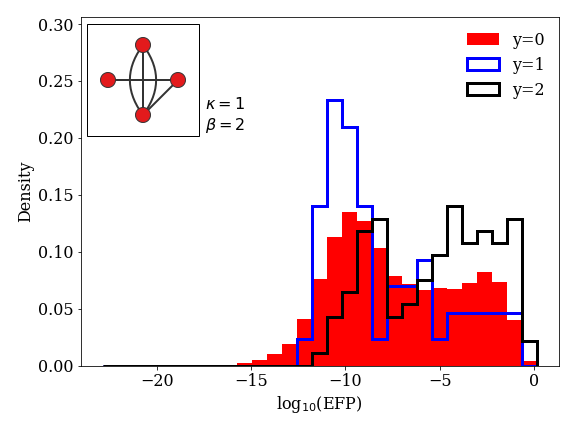 0.30
0.25
0.20
0.15
0.10
0.05
0.00
Density
κ = 1
β = 2
y=0
y=1
y=2
−20 −15 −10 −5 0
log₁₀(EFP)